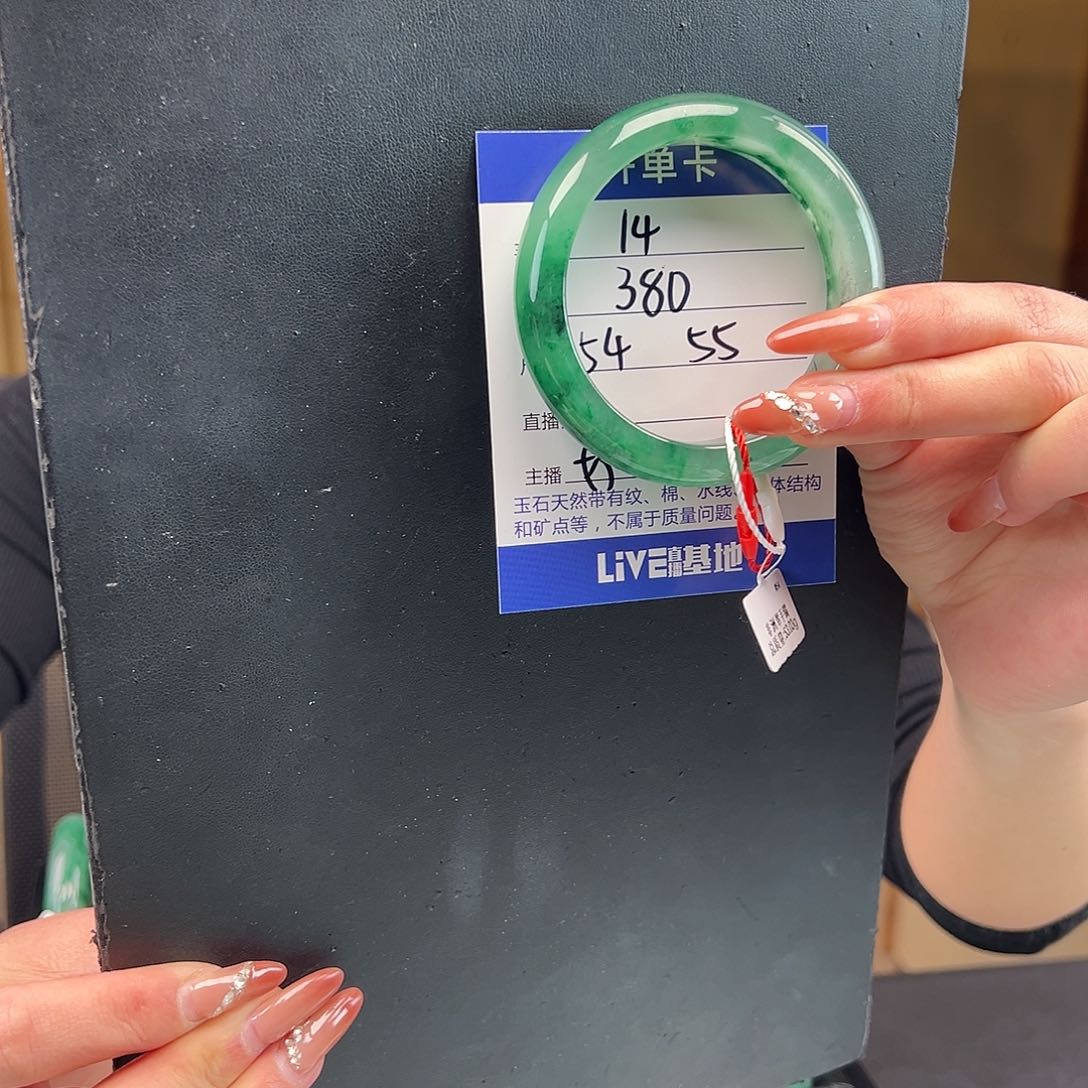 单卡
14
380
54 55
直播
主播
玉石天然带有纹、棉、水线、体结构
和矿点等，不属于质量问题
LIVE直播基地